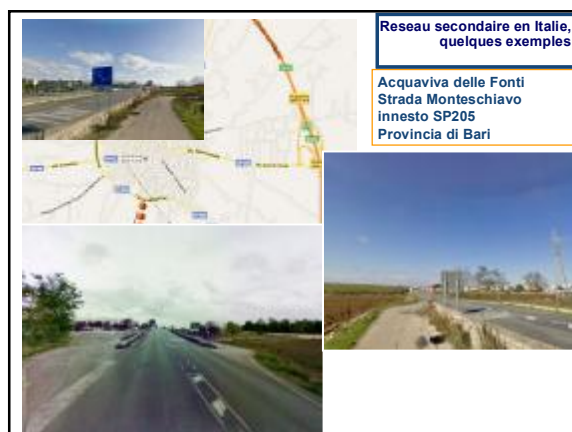 Reseau secondaire en Italie,
quelques exemples
Acquaviva delle Fonti
Strada Monteschiavo
innesto SP205
Provincia di Bari